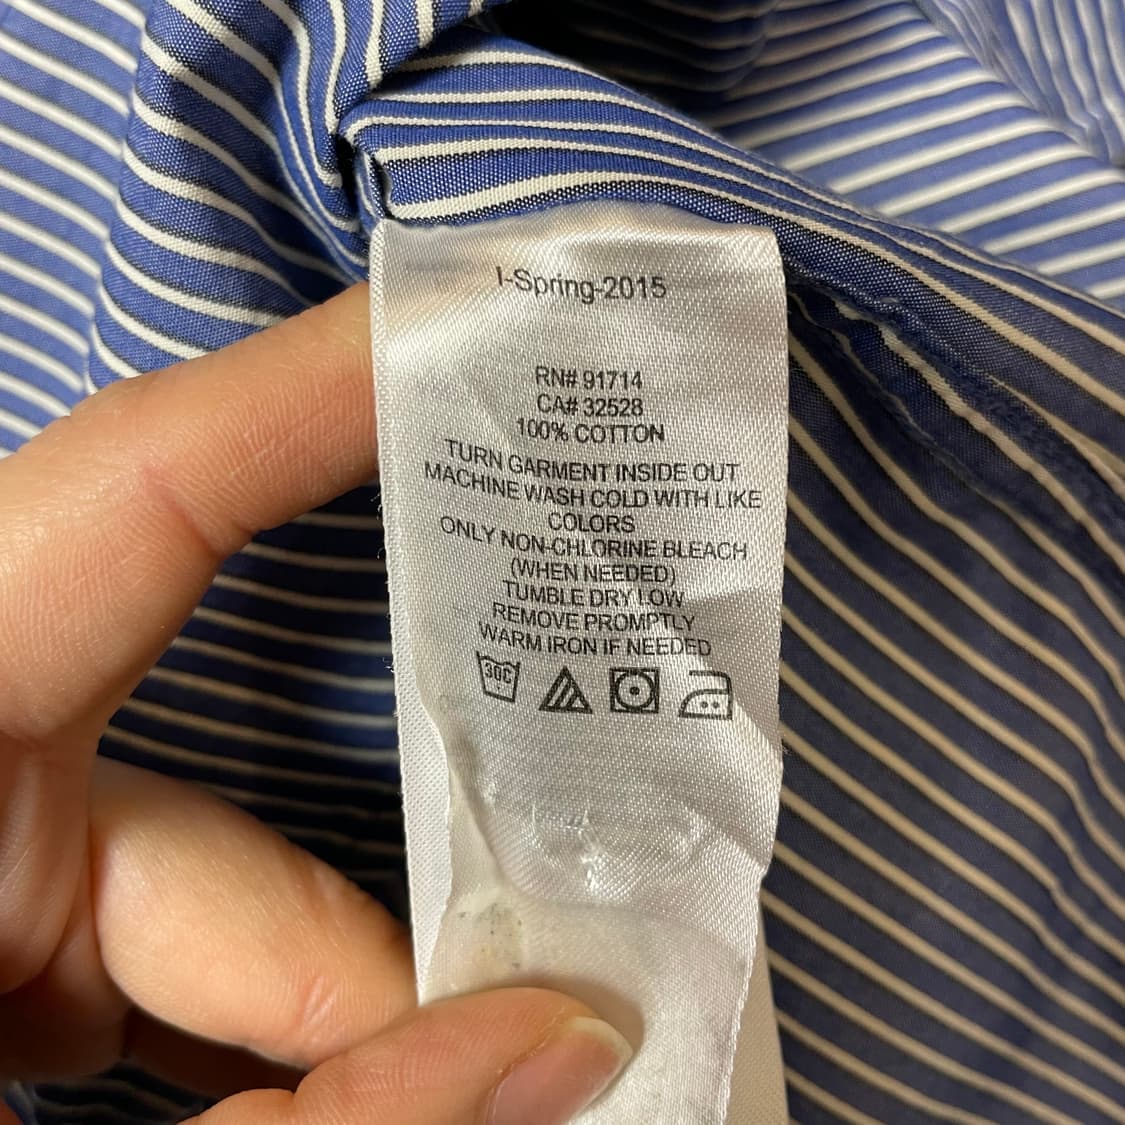 I-Spring-2015
RN# 91714
CA# 32528
100% COTTON
TURN GARMENT INSIDE OUT
MACHINE WASH COLD WITH LIKE
COLORS
ONLY NON-CHLORINE BLEACH
(WHEN NEEDED)
TUMBLE DRY LOW
REMOVE PROMPTLY
WARM IRON IF NEEDED
30C